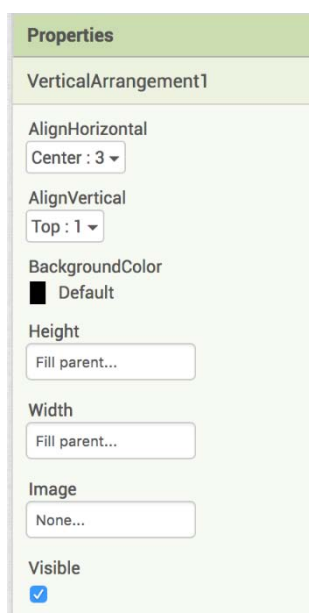 Properties
VerticalArrangement1
AlignHorizontal
Center : 3
AlignVertical
Top : 1
BackgroundColor
Default
Height
Fill parent...
Width
Fill parent...
Image
None...
Visible